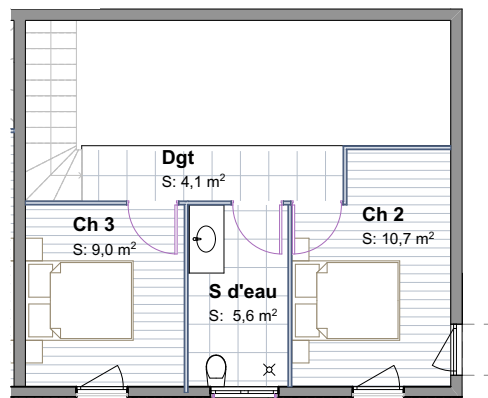 Dgt
S: 4,1 m²
Ch 3
S: 9,0 m²
Ch 2
S: 10,7 m²
S d'eau
S: 5,6 m²